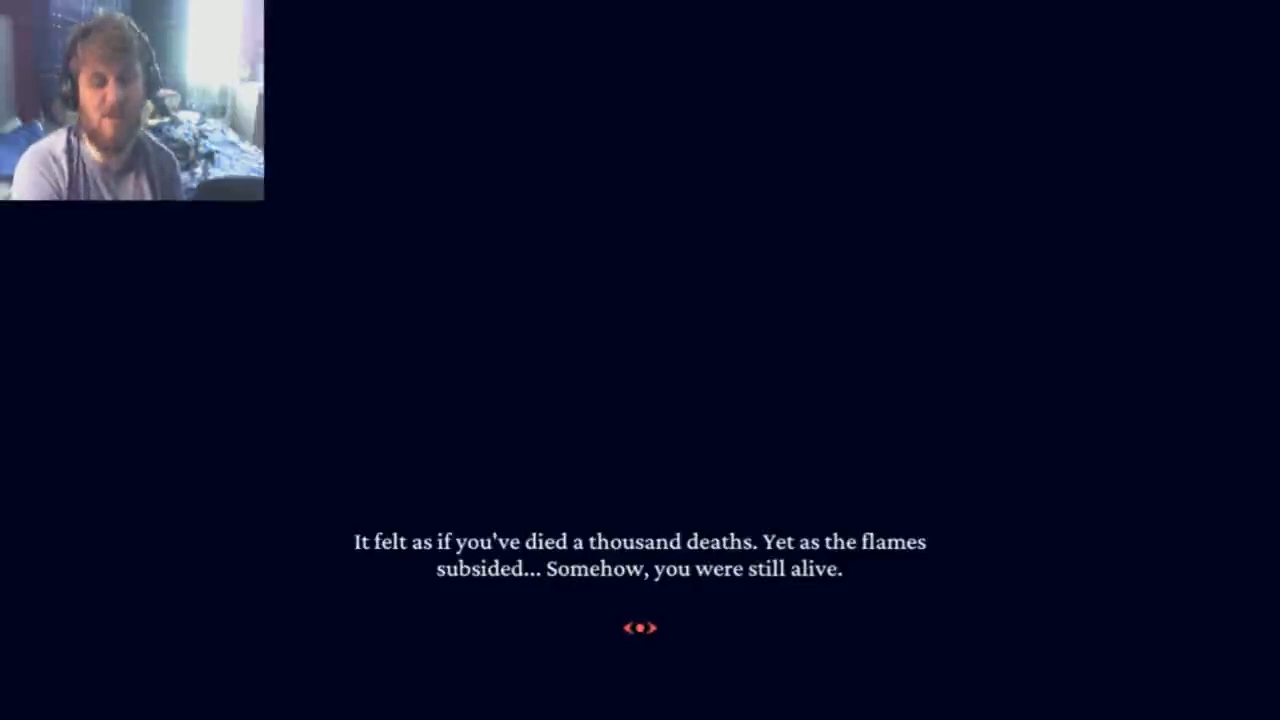 It felt as if you've died a thousand deaths. Yet as the flames
subsided... Somehow, you were still alive.